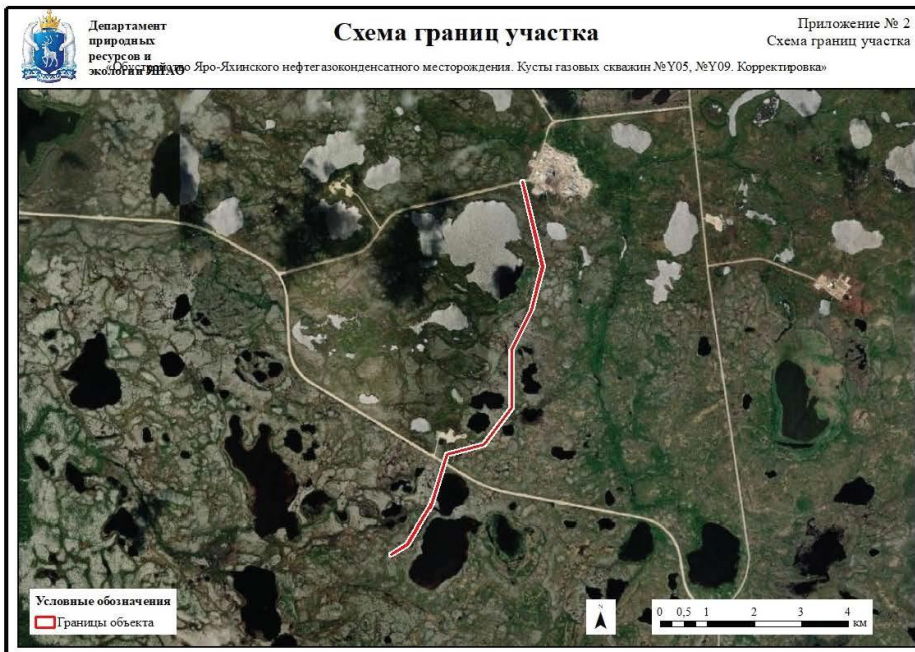 Департамент
природных
ресурсов и
экологии ЯНАО
Схема границ участка
Приложение № 2
Схема границ участка
«Обустройство Яро-Яхинского нефтегазоконденсатного месторождения. Кусты газовых скважин №Y05, №Y09. Корректировка»
Условные обозначения
Границы объекта
N
0 0,5 1 2 3 4
км